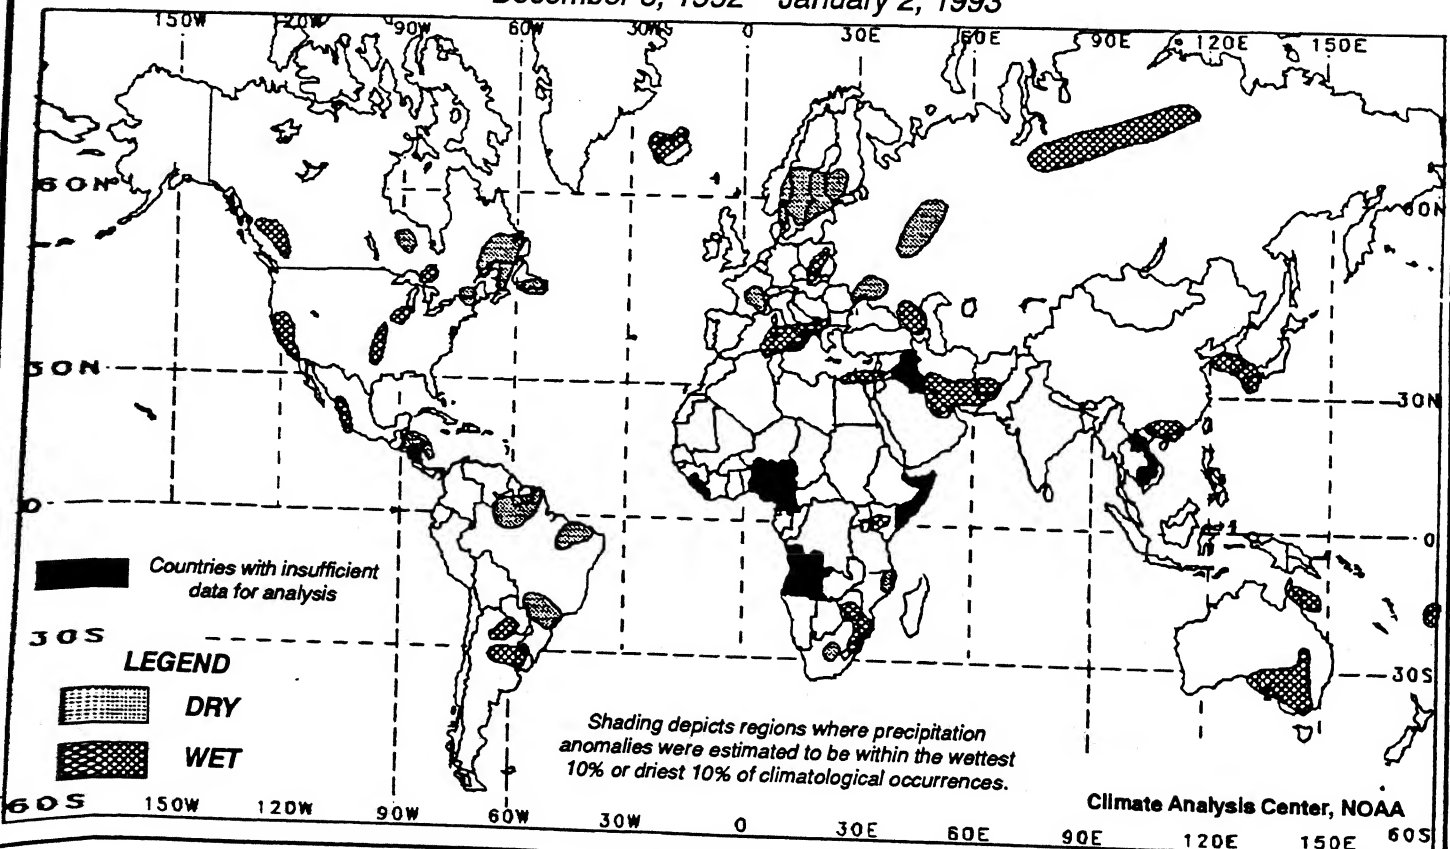 January 2, 1993
150W 120W 90W 60W 30W 0 30E 60E 90E 120E 150E
60N 60N
30N 30N
0 0
Countries with insufficient
data for analysis
30S 30S
LEGEND
DRY
WET
Shading depicts regions where precipitation
anomalies were estimated to be within the wettest
10% or driest 10% of climatological occurrences.
Climate Analysis Center, NOAA
60S 150W 120W 90W 60W 30W 0 30E 60E 90E 120E 150E 60S